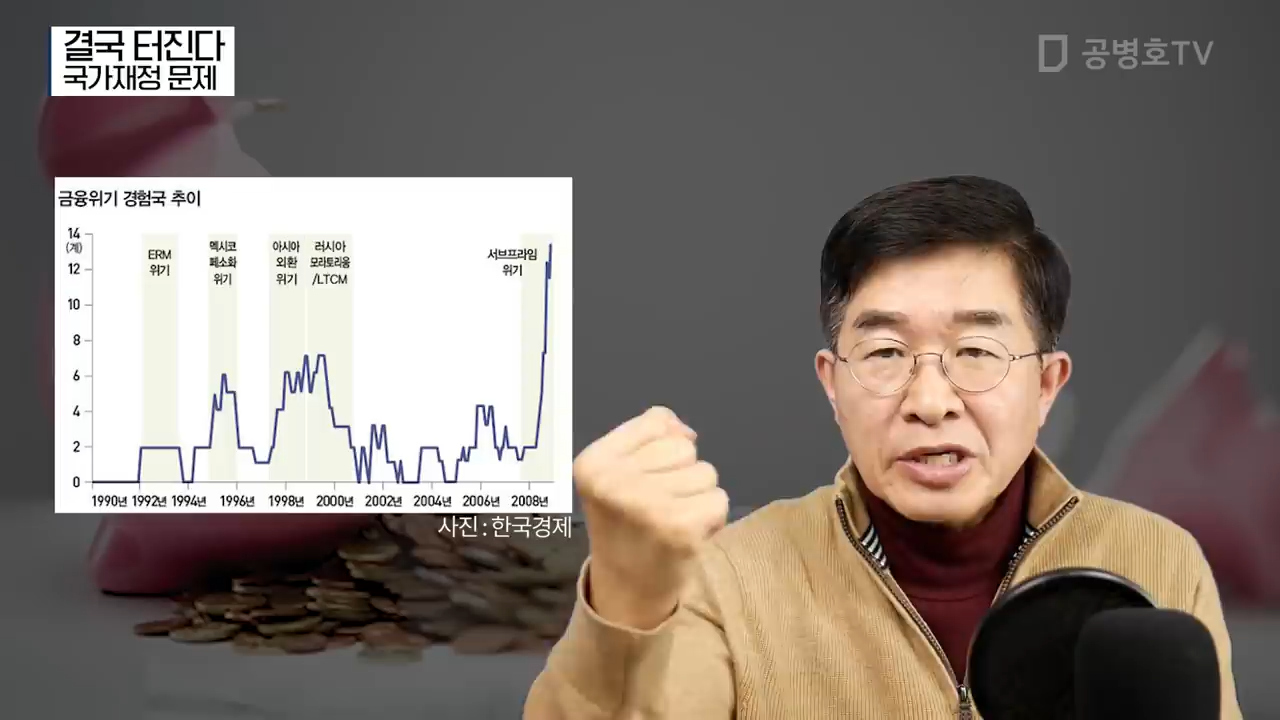 결국 터진다
국가재정 문제
공병호TV
금융위기 경험국 추이
14
(계)
12
10
8
6
4
2
0
ERM
위기
멕시코
페소화
위기
아시아
외환
위기
러시아
모라토리움
/LTCM
서브프라임
위기
1990년 1992년 1994년 1996년 1998년 2000년 2002년 2004년 2006년 2008년
사진 : 한국경제